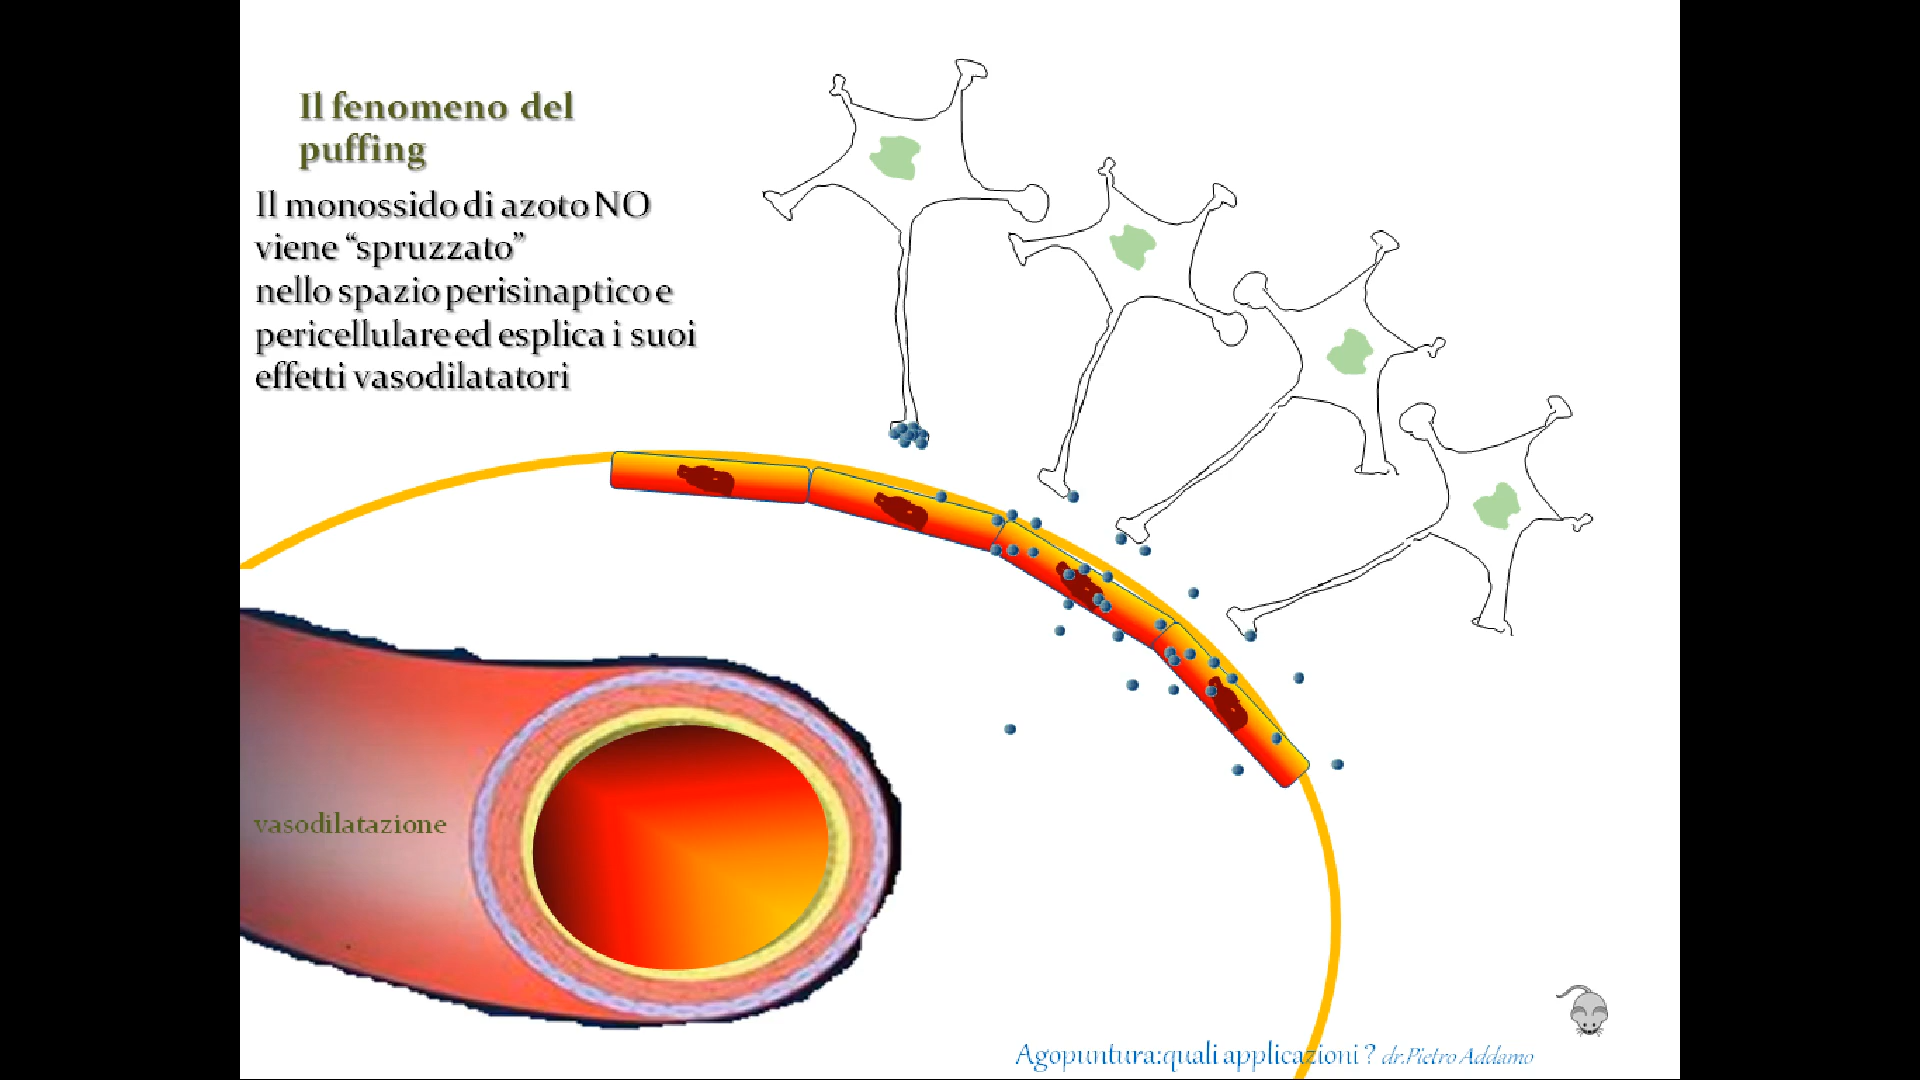 Il fenomeno del
puffing
Il monossido di azoto NO
viene “spruzzato”
nello spazio perisinaptico e
pericellulare ed esplica i suoi
effetti vasodilatatori
vasodilatazione
Agopuntura:quali applicazioni ? dr.Pietro Addamo